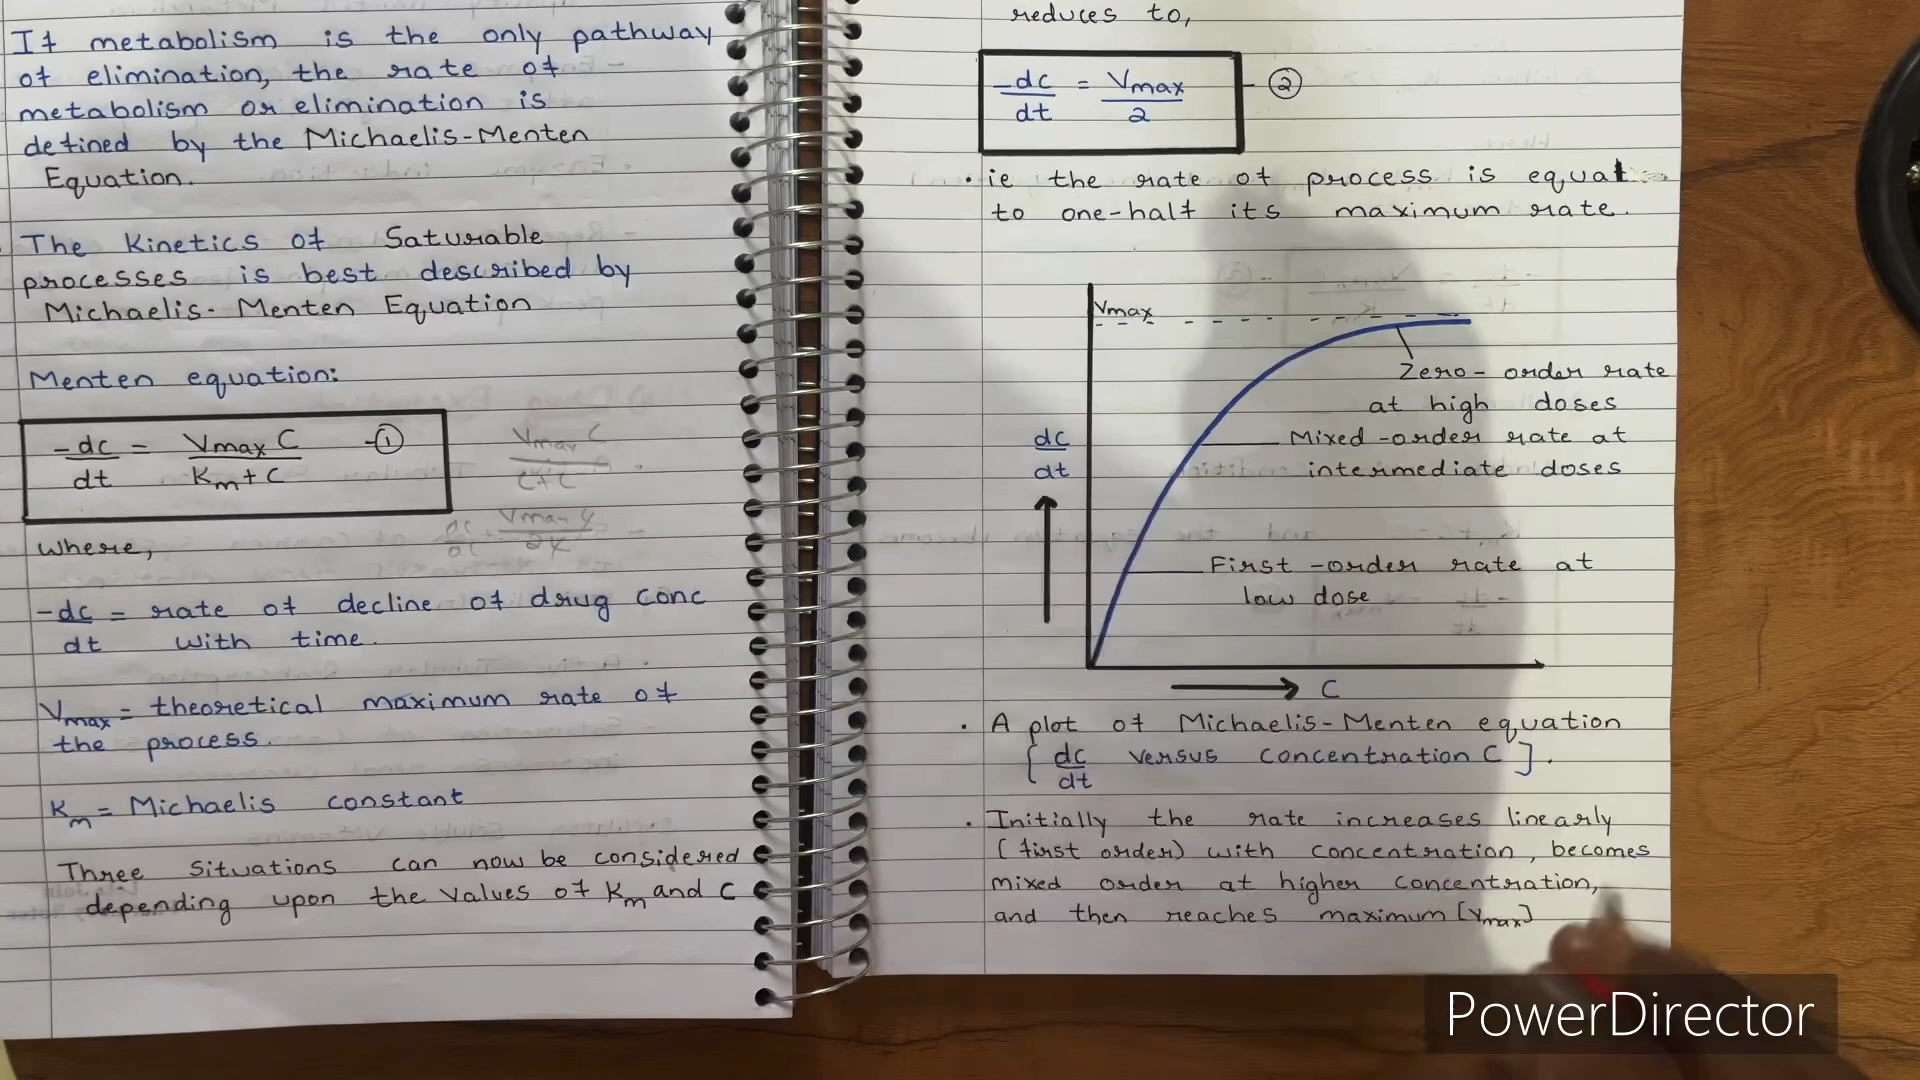 If metabolism is the only pathway
of elimination, the rate of
metabolism or elimination is
defined by the Michaelis-Menten
Equation.
The Kinetics of Saturable
processes is best described by
Michaelis-Menten Equation
Menten equation:
-dc/dt = Vmax C / Km + C -①
where,
-dc/dt = rate of decline of drug conc
with time.
Vmax = theoretical maximum rate of
the process.
Km = Michaelis constant
Three situations can now be considered
depending upon the values of Km and C
reduces to,
-dc/dt = Vmax/2 - ②
• ie the rate of process is equal
to one-half its maximum rate.
Vmax
Zero-order rate
at high doses
dc/dt
Mixed-order rate at
intermediate doses
First-order rate at
low dose
C
• A plot of Michaelis-Menten equation
[dc/dt versus concentration C].
• Initially the rate increases linearly
(first order) with concentration, becomes
mixed order at higher concentration,
and then reaches maximum [Vmax]
PowerDirector